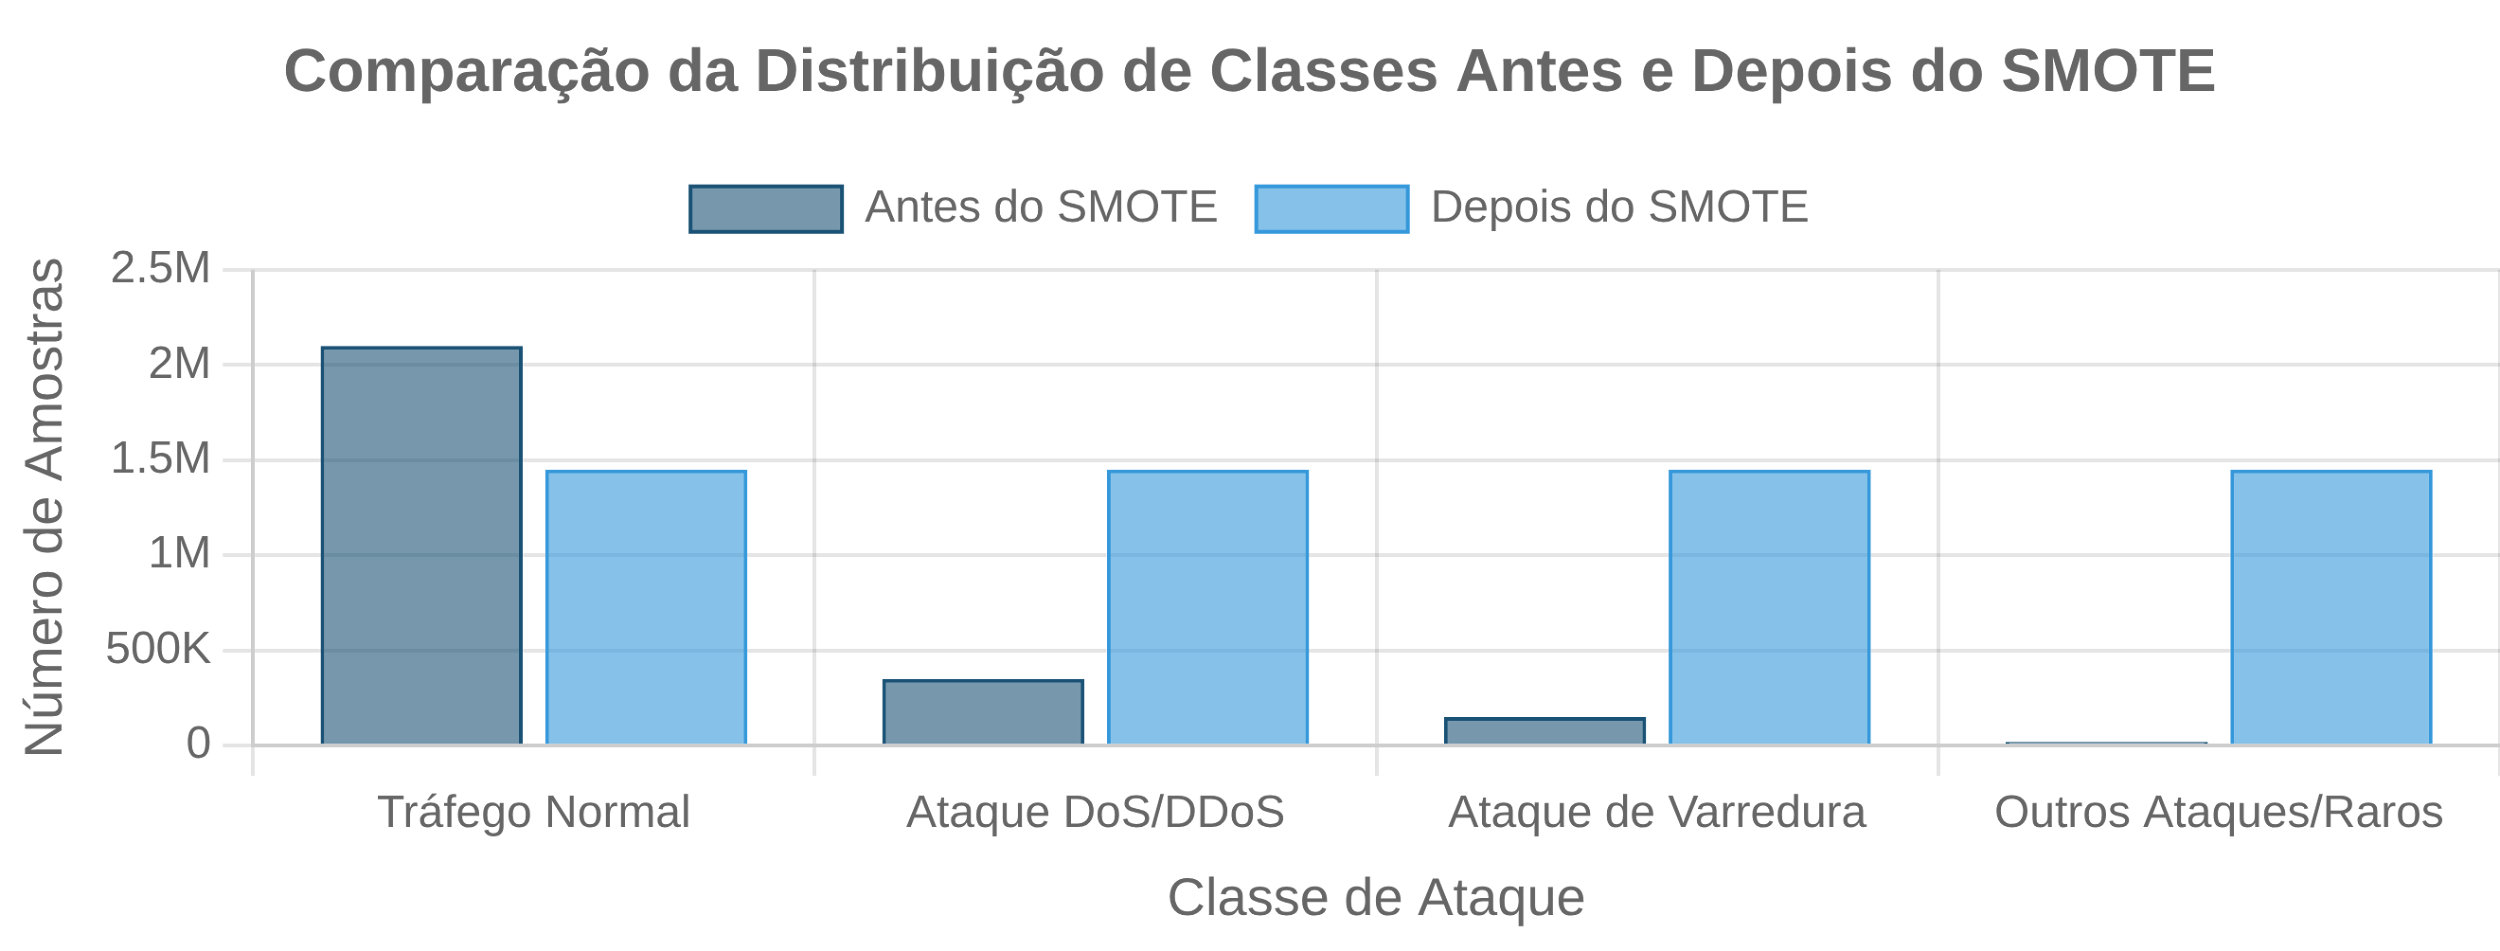 Comparação da Distribuição de Classes Antes e Depois do SMOTE
Antes do SMOTE
Depois do SMOTE
Número de Amostras
2.5M
2M
1.5M
1M
500K
0
Tráfego Normal
Ataque DoS/DDoS
Ataque de Varredura
Outros Ataques/Raros
Classe de Ataque